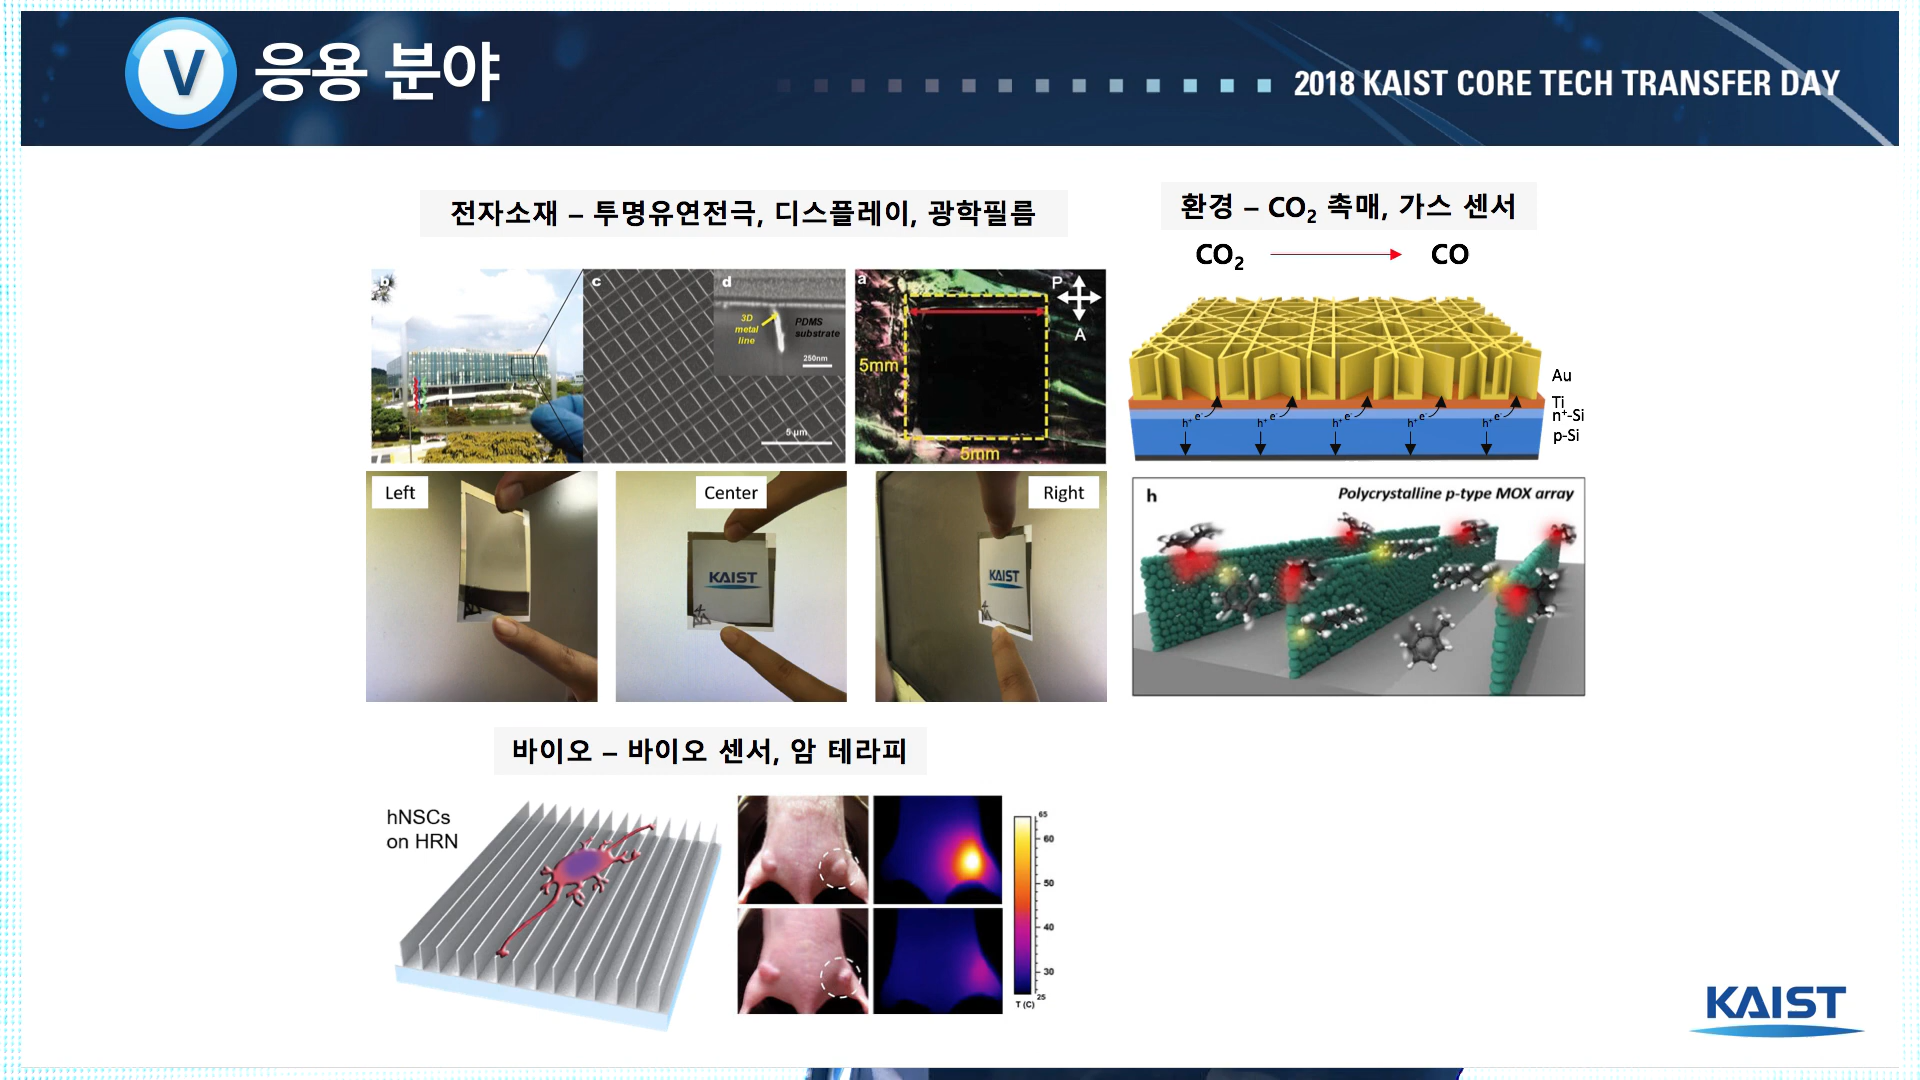 V 응용 분야
2018 KAIST CORE TECH TRANSFER DAY
전자소재 – 투명유연전극, 디스플레이, 광학필름
b
c
5 μm
d
3D
metal
line
PDMS
substrate
250nm
a
P
A
5mm
5mm
Left
Center
KAIST
Right
KAIST
환경 – CO₂ 촉매, 가스 센서
CO₂
CO
Au
Ti
n⁺-Si
p-Si
h⁺ e⁻ h⁺ e⁻ h⁺ e⁻ h⁺ e⁻ h⁺ e⁻
h
Polycrystalline p-type MOX array
바이오 – 바이오 센서, 암 테라피
hNSCs
on HRN
65
60
50
40
30
25
T (C)
KAIST